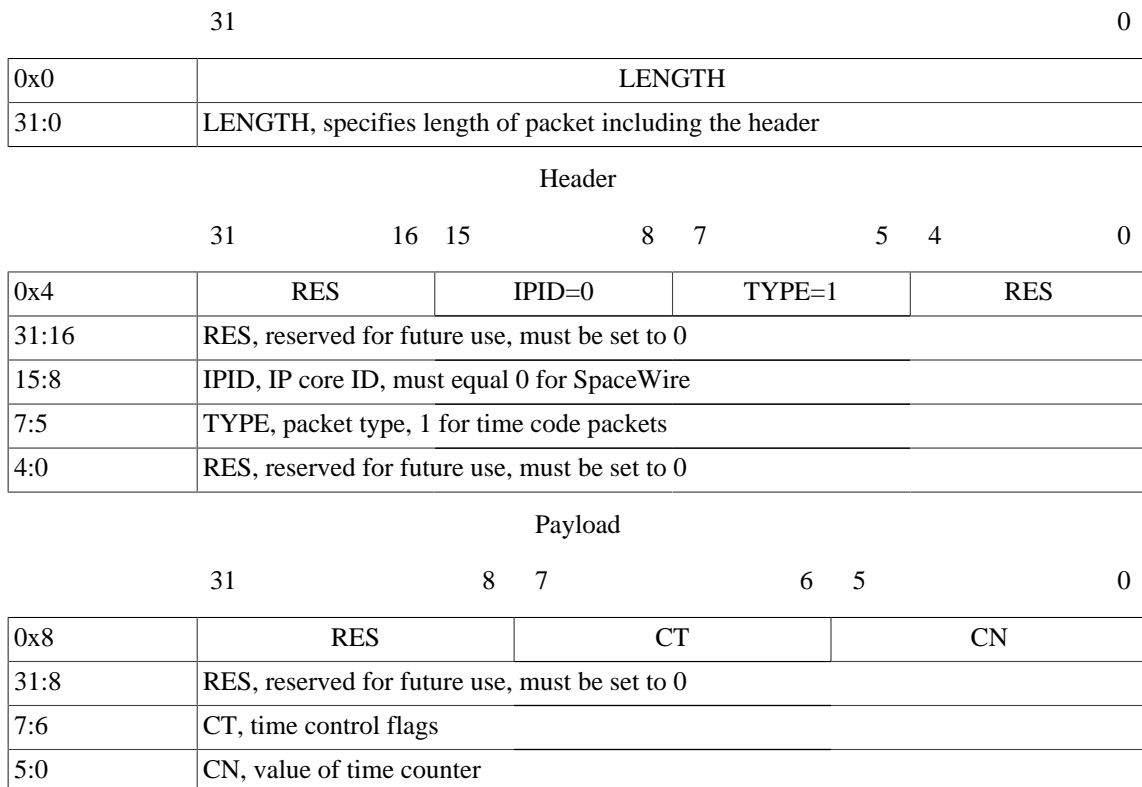 31 0
0x0 LENGTH
31:0 LENGTH, specifies length of packet including the header
Header
31 16 15 8 7 5 4 0
0x4 RES IPID=0 TYPE=1 RES
31:16 RES, reserved for future use, must be set to 0
15:8 IPID, IP core ID, must equal 0 for SpaceWire
7:5 TYPE, packet type, 1 for time code packets
4:0 RES, reserved for future use, must be set to 0
Payload
31 8 7 6 5 0
0x8 RES CT CN
31:8 RES, reserved for future use, must be set to 0
7:6 CT, time control flags
5:0 CN, value of time counter